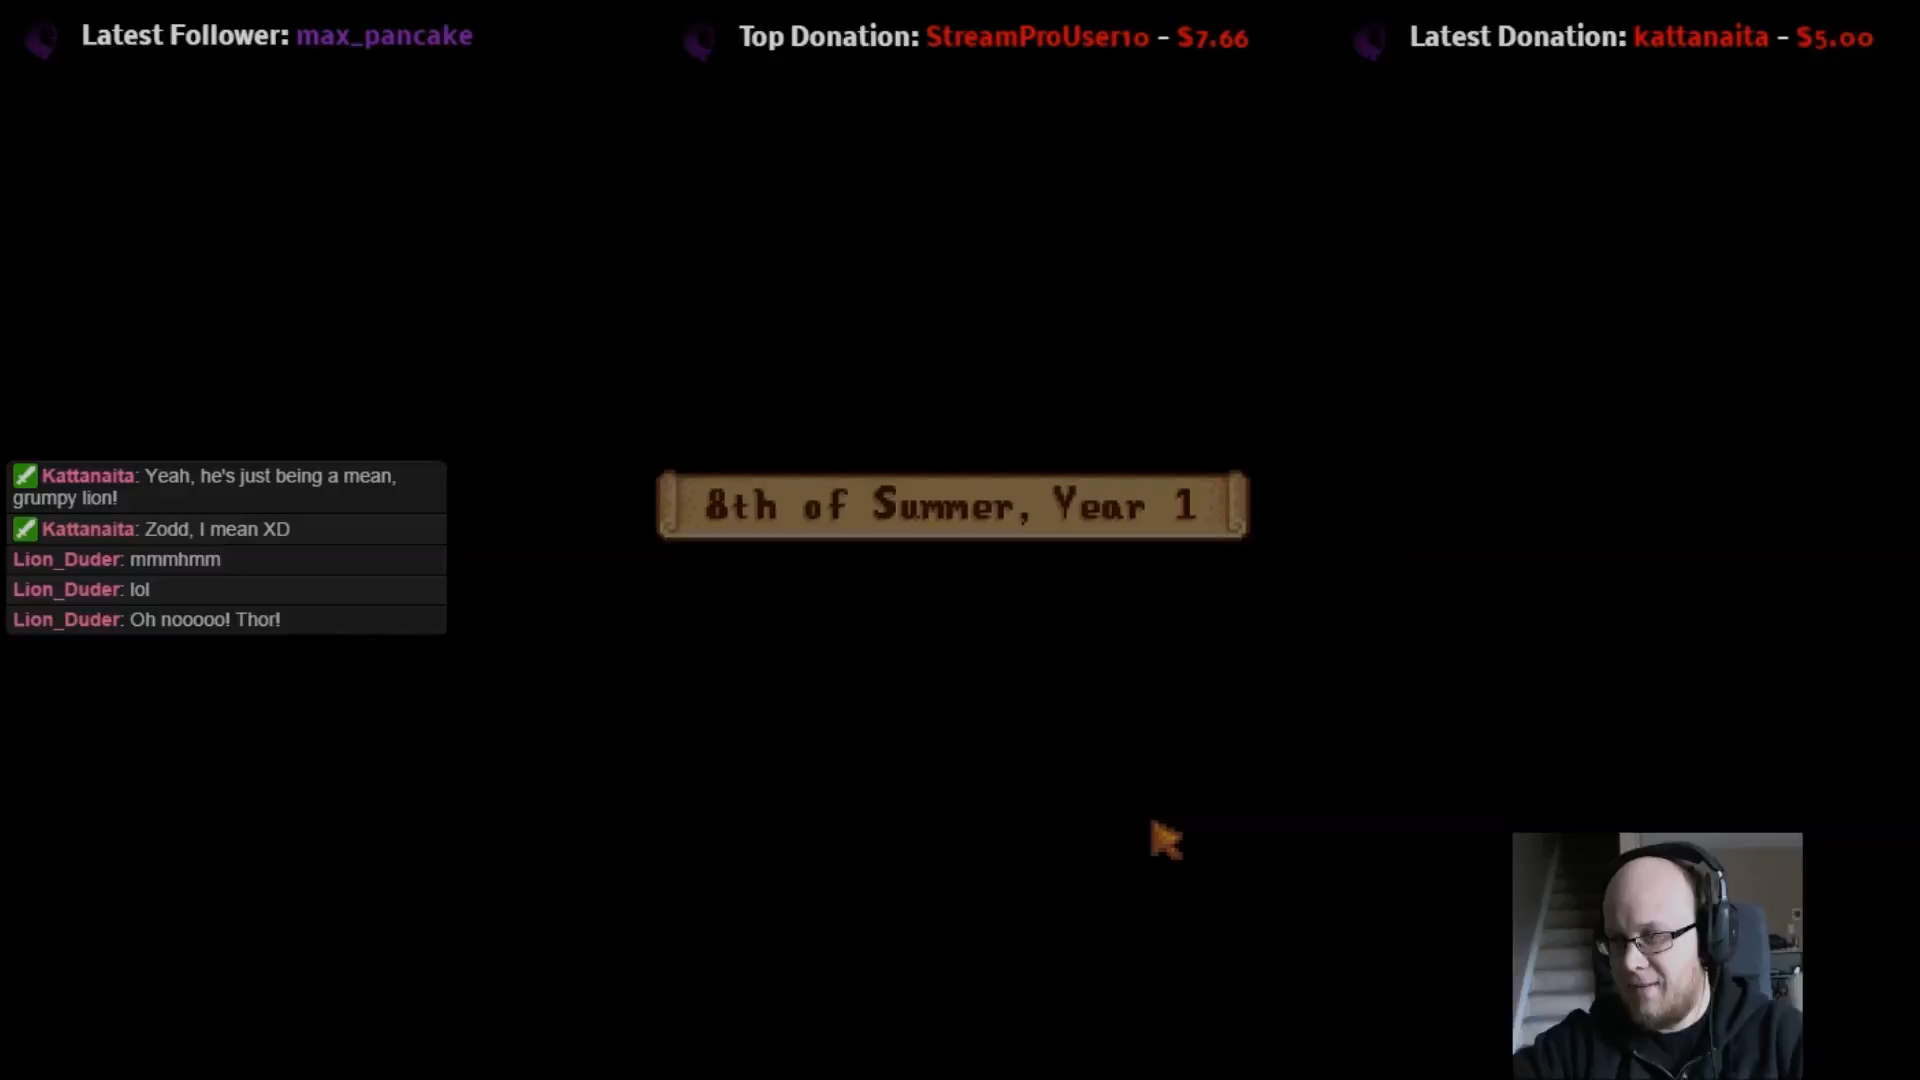 Latest Follower: max_pancake
Top Donation: StreamProUser10 - $7.66
Latest Donation: kattanaita - $5.00
Kattanaita: Yeah, he's just being a mean,
grumpy lion!
Kattanaita: Zodd, I mean XD
Lion_Duder: mmmhmm
Lion_Duder: lol
Lion_Duder: Oh nooooo! Thor!
8th of Summer, Year 1